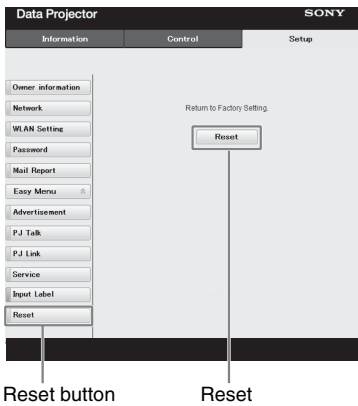 Data Projector
SONY
Information
Control
Setup
Owner information
Network
WLAN Setting
Password
Mail Report
Easy Menu
Advertisement
PJ Talk
PJ Link
Service
Input Label
Reset
Return to Factory Setting.
Reset
Reset button
Reset